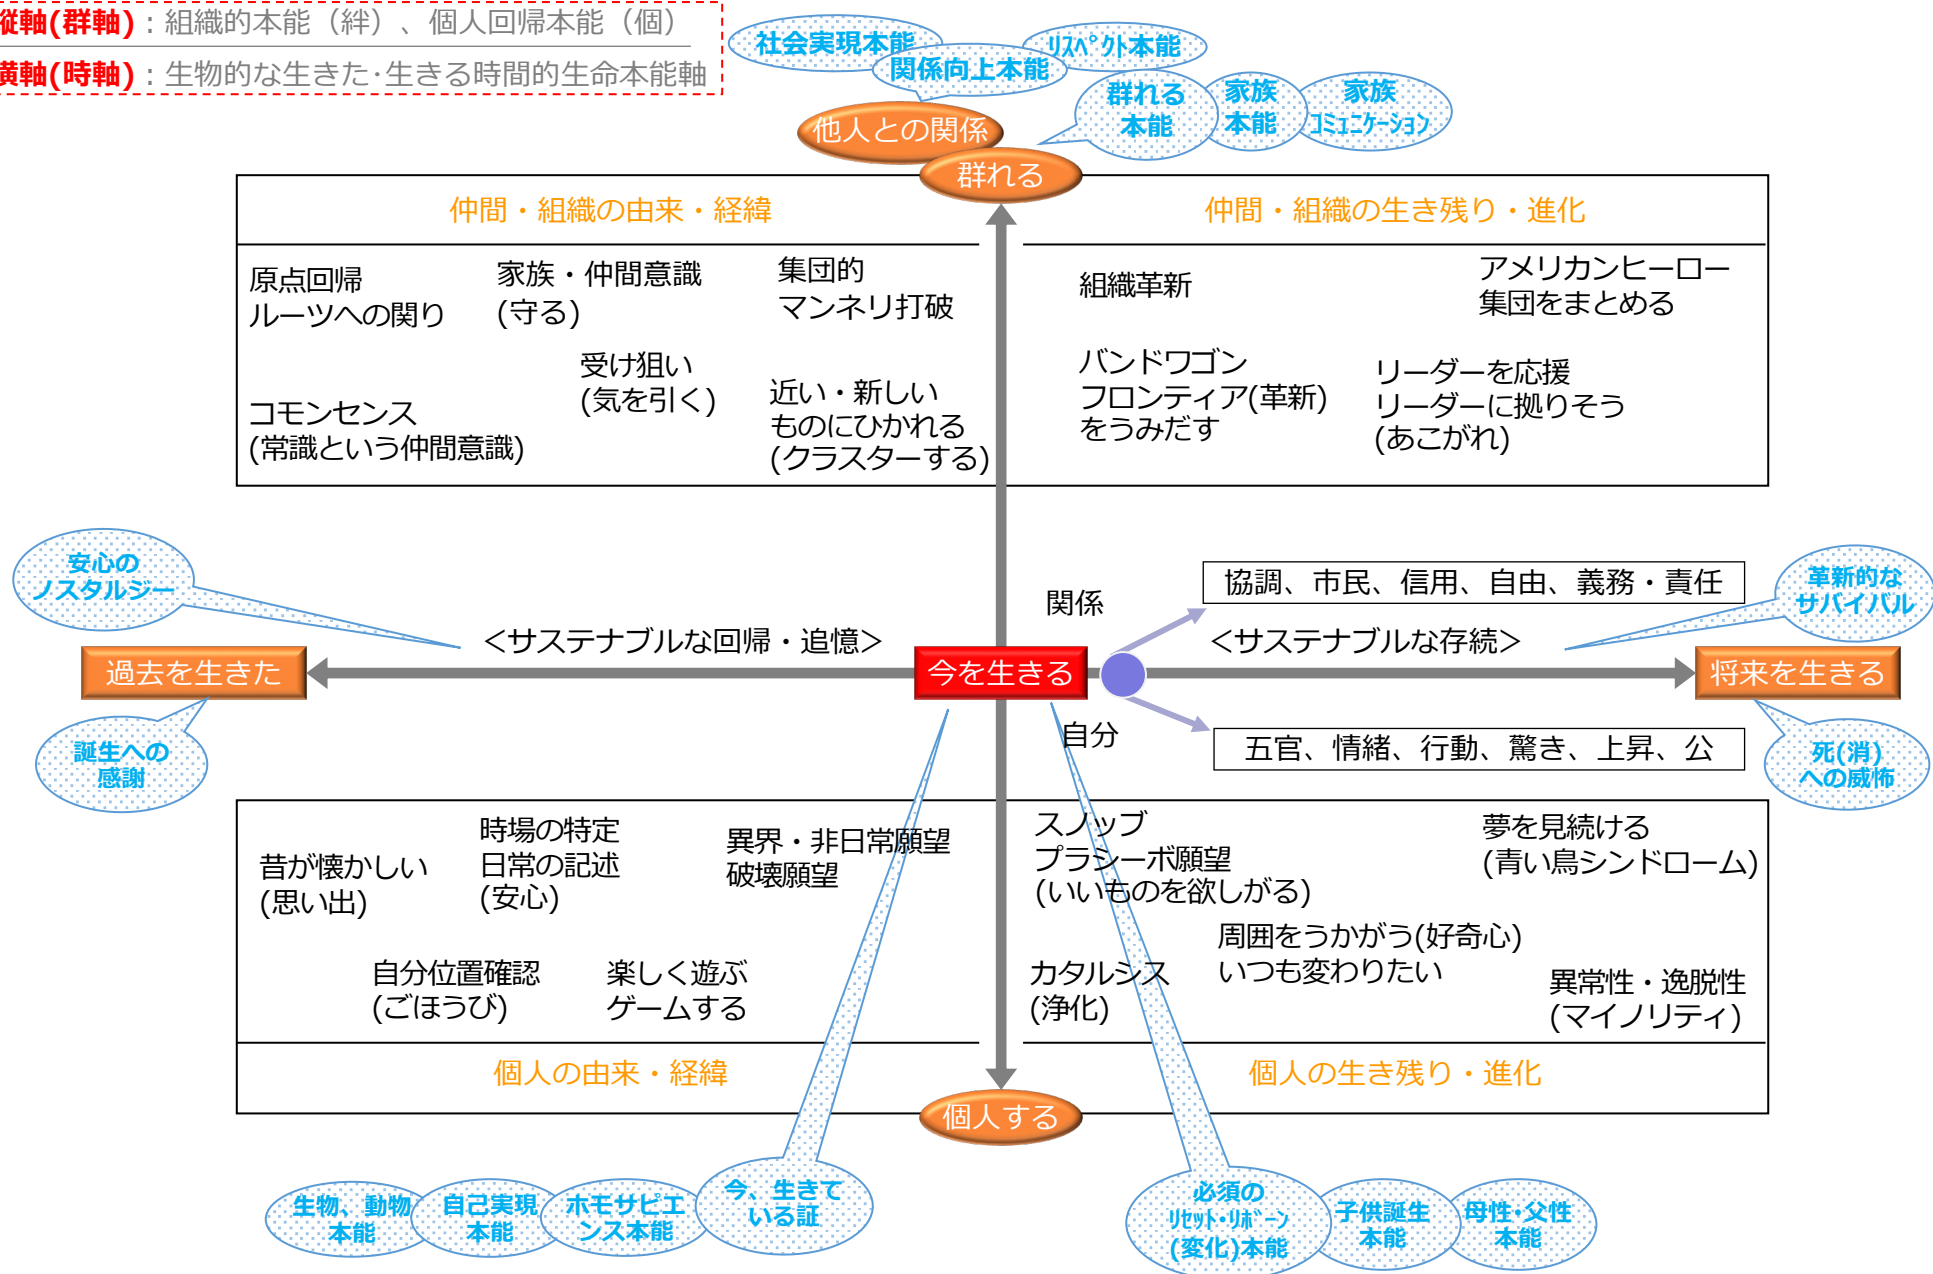 縦軸(群軸)：組織的本能（絆）、個人回帰本能（個）
横軸(時軸)：生物的な生きた･生きる時間的生命本能軸
社会実現本能
関係向上本能
ﾘｽﾍﾟｸﾄ本能
群れる
本能
家族
本能
家族
ｺﾐｭﾆｹｰｼｮﾝ
他人との関係
群れる
仲間・組織の由来・経緯
仲間・組織の生き残り・進化
原点回帰
ルーツへの関り
家族・仲間意識
(守る)
集団的
マンネリ打破
組織革新
アメリカンヒーロー
集団をまとめる
受け狙い
(気を引く)
コモンセンス
(常識という仲間意識)
近い・新しい
ものにひかれる
(クラスターする)
バンドワゴン
フロンティア(革新)
をうみだす
リーダーを応援
リーダーに拠りそう
(あこがれ)
安心の
ノスタルジー
革新的な
サバイバル
関係
協調、市民、信用、自由、義務・責任
＜サステナブルな回帰・追憶＞
＜サステナブルな存続＞
過去を生きた
今を生きる
将来を生きる
自分
五官、情緒、行動、驚き、上昇、公
誕生への
感謝
死(消)
への威怖
昔が懐かしい
(思い出)
時場の特定
日常の記述
(安心)
異界・非日常願望
破壊願望
スノッブ
プラシーボ願望
(いいものを欲しがる)
夢を見続ける
(青い鳥シンドローム)
自分位置確認
(ごほうび)
楽しく遊ぶ
ゲームする
カタルシス
(浄化)
周囲をうかがう(好奇心)
いつも変わりたい
異常性・逸脱性
(マイノリティ)
個人の由来・経緯
個人の生き残り・進化
個人する
生物、動物
本能
自己実現
本能
ホモサピエ
ンス本能
今、生きて
いる証
必須の
ﾘｾｯﾄ･ﾘﾎﾞｰﾝ
(変化)本能
子供誕生
本能
母性･父性
本能